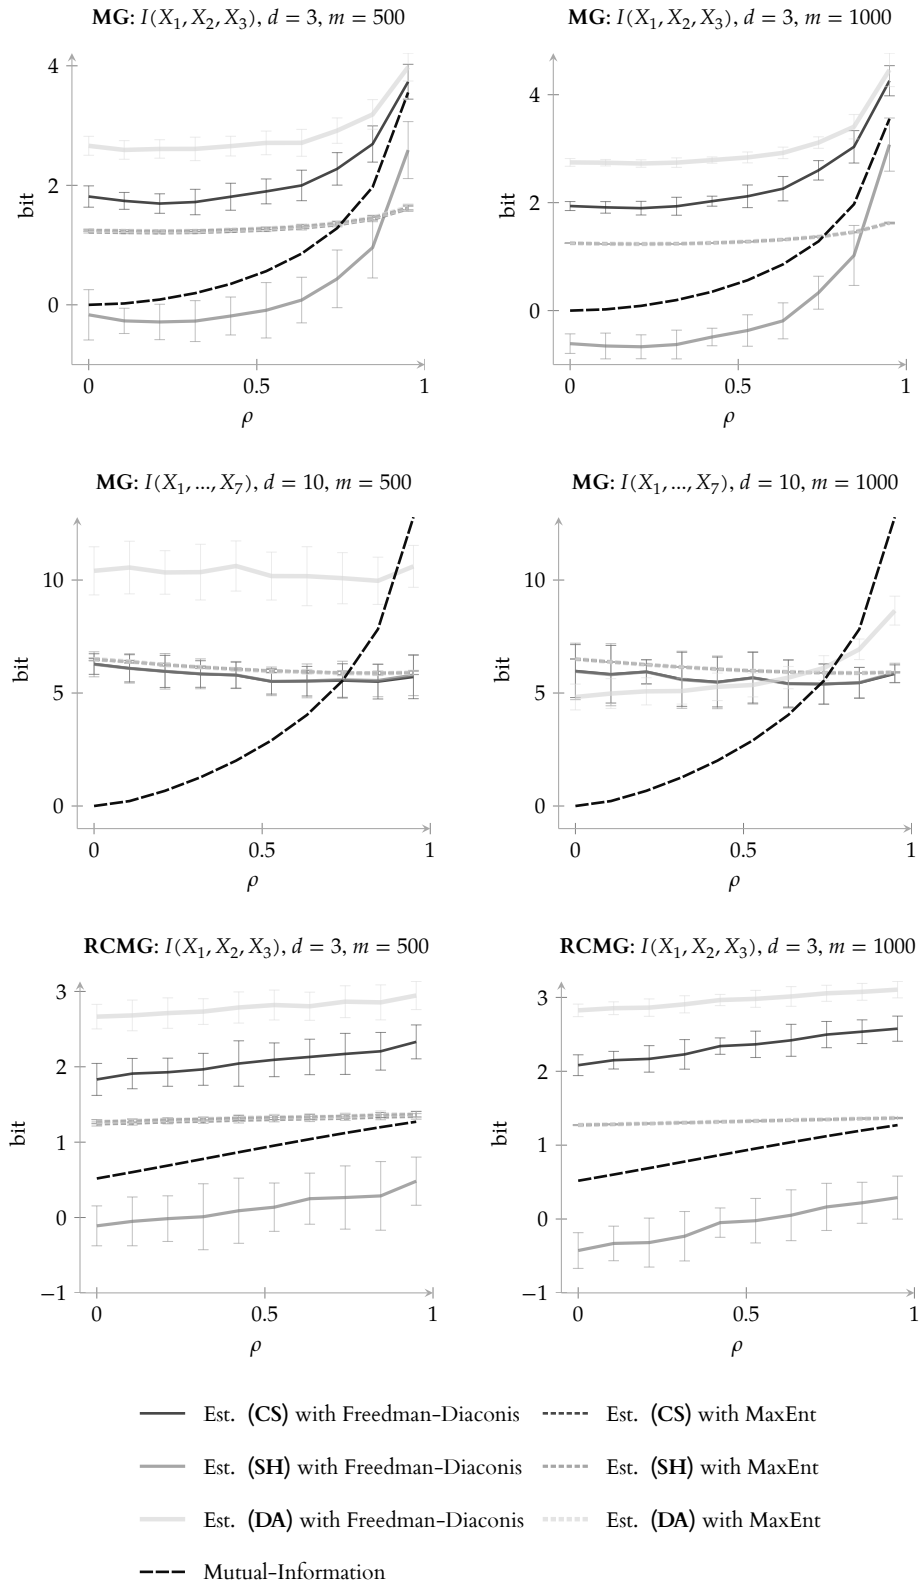 MG: I(X₁, X₂, X₃), d = 3, m = 500
MG: I(X₁, X₂, X₃), d = 3, m = 1000
4
2
0
bit
0
0.5
1
ρ
4
2
0
bit
0
0.5
1
ρ
MG: I(X₁, ..., X₇), d = 10, m = 500
MG: I(X₁, ..., X₇), d = 10, m = 1000
10
5
0
bit
0
0.5
1
ρ
10
5
0
bit
0
0.5
1
ρ
RCMG: I(X₁, X₂, X₃), d = 3, m = 500
RCMG: I(X₁, X₂, X₃), d = 3, m = 1000
3
2
1
0
−1
bit
0
0.5
1
ρ
3
2
1
0
−1
bit
0
0.5
1
ρ
Est. (CS) with Freedman-Diaconis
Est. (CS) with MaxEnt
Est. (SH) with Freedman-Diaconis
Est. (SH) with MaxEnt
Est. (DA) with Freedman-Diaconis
Est. (DA) with MaxEnt
Mutual-Information